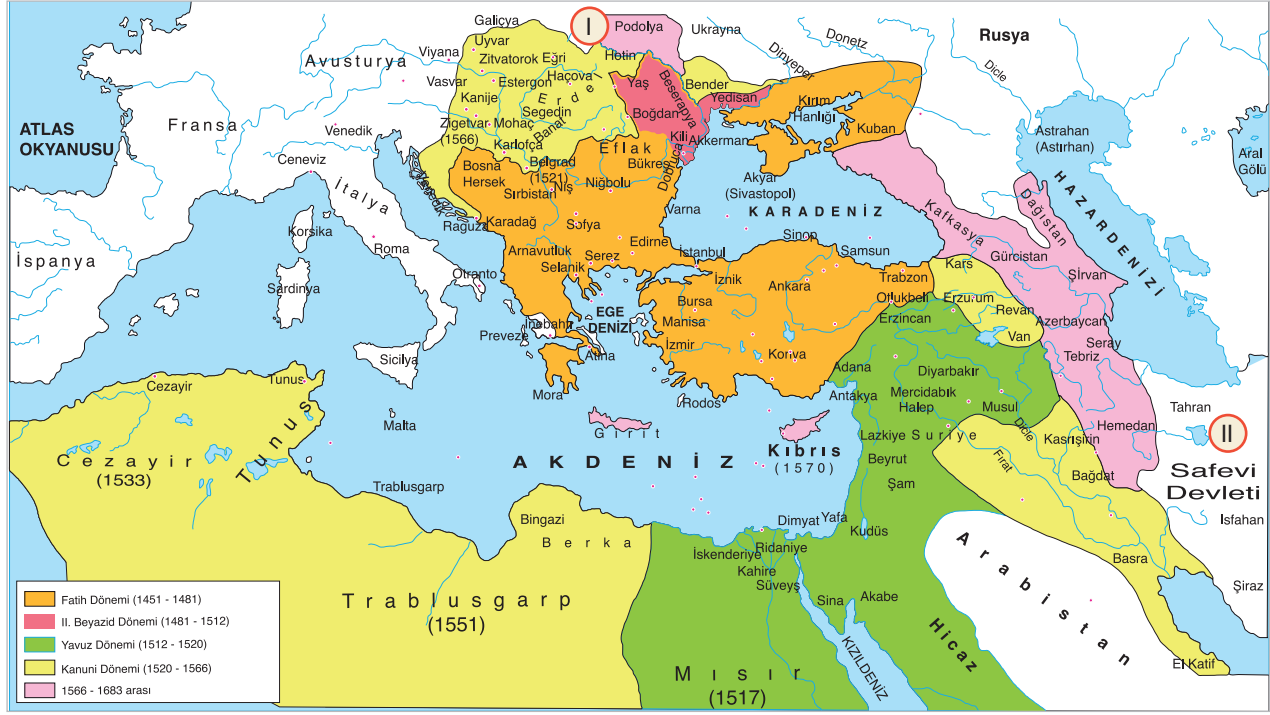 Galiçya
I
Podolya
Ukrayna
Rusya
Uyvar
Hotin
Dinyeper
Donetz
Dicle
Viyana
Avusturya
Zitvatorok
Eğri
Vasvar
Estergon
Haçova
Yaş
Beserapya
Bender
Yedisan
Kanije
Erdel
Segedin
Boğdan
Kırım
Hanlığı
Kuban
ATLAS
OKYANUSU
Fransa
Venedik
Zigetvar
(1566)
Mohaç
Banat
Karlofça
Kili
Akkerman
Astrahan
(Astırhan)
Aral
Gölü
Ceneviz
Belgrad
(1521)
Eflak
Bükreş
Dobruca
Akyar
(Sivastopol)
HAZARDENİZİ
İtalya
Venedik
Bosna
Hersek
Sırbistan
Niş
Niğbolu
Varna
KARADENİZ
Kafkasya
Dağıstan
Korsika
Raguza
Karadağ
Sofya
Roma
Edirne
İstanbul
Sinop
Samsun
Gürcistan
Şirvan
İspanya
Arnavutluk
Serez
Selanik
Otranto
Sardinya
İznik
Ankara
Trabzon
Kars
Bursa
Otlukbeli
Erzurum
Revan
Azerbaycan
EGE
DENİZİ
Manisa
Erzincan
Van
Seray
Tebriz
İnebahtı
Preveze
Atina
İzmir
Konya
Sicilya
Adana
Diyarbakır
Cezayir
Tunus
Mora
Rodos
Antakya
Mercidabık
Halep
Musul
Tahran
Malta
Girit
Kıbrıs
(1570)
Lazkiye
Suriye
Dicle
Hemedan
Kasrışirin
II
Safevi
Devleti
Cezayir
(1533)
Tunus
AKDENİZ
Beyrut
Fırat
Bağdat
Şam
Trablusgarp
Bingazi
Berka
Dimyat
Yafa
Kudüs
Isfahan
İskenderiye
Ridaniye
Kahire
Süveyş
Arabistan
Basra
Şiraz
Trablusgarp
(1551)
Sina
Akabe
Hicaz
KIZILDENİZ
El Katif
Mısır
(1517)
Fatih Dönemi (1451 - 1481)
II. Beyazid Dönemi (1481 - 1512)
Yavuz Dönemi (1512 - 1520)
Kanuni Dönemi (1520 - 1566)
1566 - 1683 arası